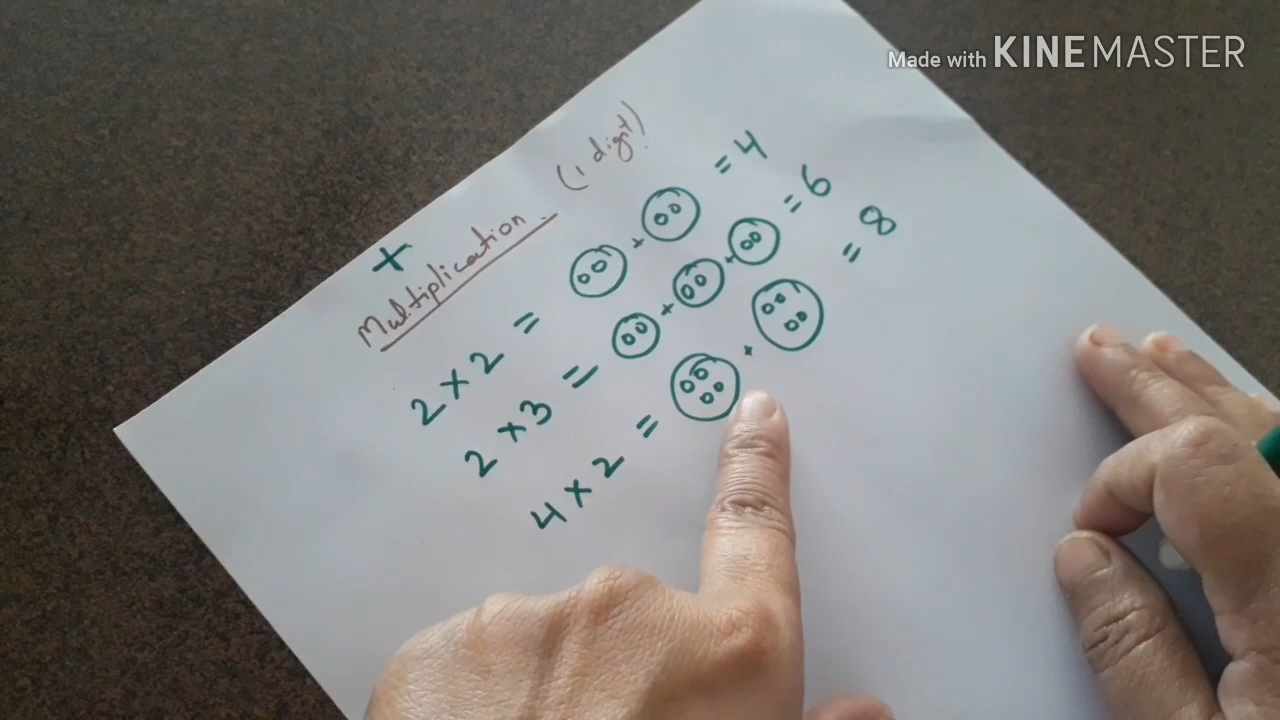 Made with KINEMASTER
+
Multiplication (1 digit)
2 × 2 = + = 4
2 × 3 = + + = 6
4 × 2 = + = 8